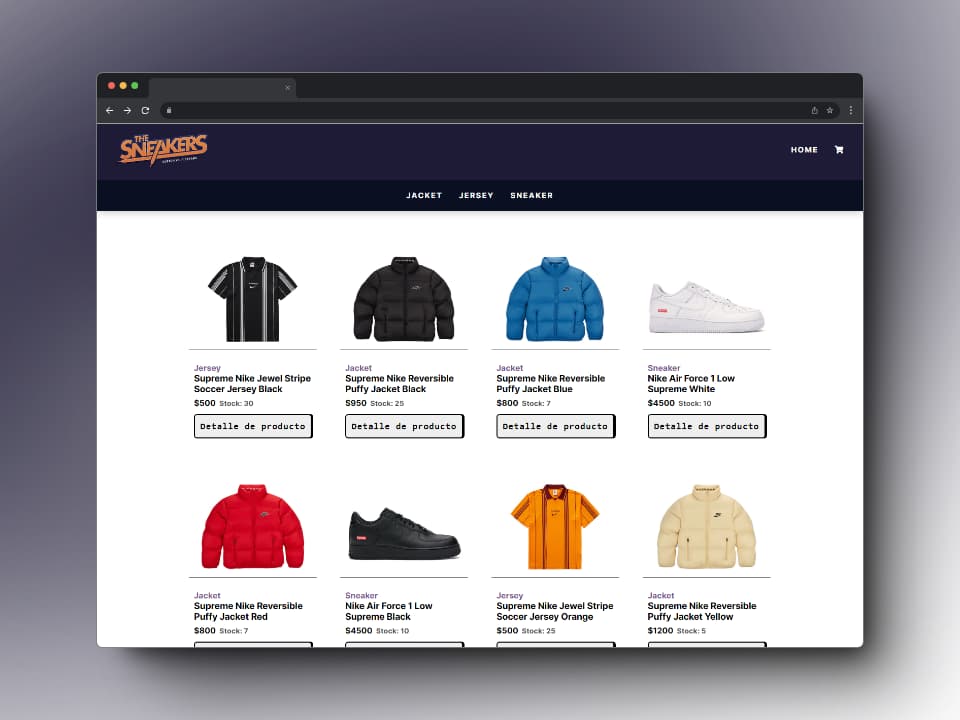 THE
SNEAKERS
HOME
JACKET JERSEY SNEAKER
Jersey
Supreme Nike Jewel Stripe
Soccer Jersey Black
$500 Stock: 30
Detalle de producto
Jacket
Supreme Nike Reversible
Puffy Jacket Black
$950 Stock: 25
Detalle de producto
Jacket
Supreme Nike Reversible
Puffy Jacket Blue
$800 Stock: 7
Detalle de producto
Sneaker
Nike Air Force 1 Low
Supreme White
$4500 Stock: 10
Detalle de producto
Jacket
Supreme Nike Reversible
Puffy Jacket Red
$800 Stock: 7
Sneaker
Nike Air Force 1 Low
Supreme Black
$4500 Stock: 10
Jersey
Supreme Nike Jewel Stripe
Soccer Jersey Orange
$500 Stock: 25
Jacket
Supreme Nike Reversible
Puffy Jacket Yellow
$1200 Stock: 5